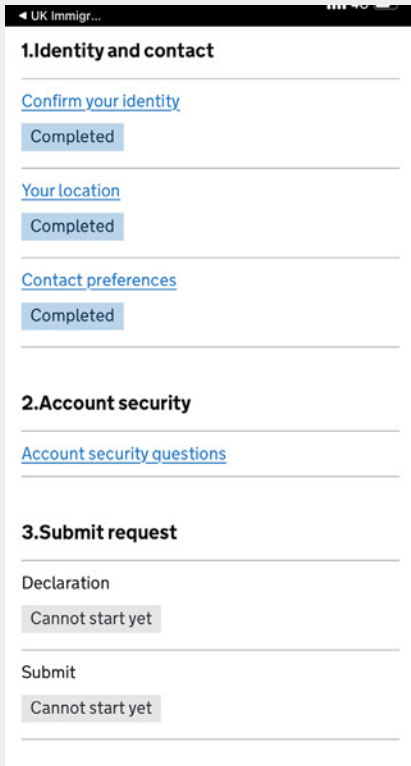 ◀ UK Immigr...
1.Identity and contact
Confirm your identity
Completed
Your location
Completed
Contact preferences
Completed
2.Account security
Account security questions
3.Submit request
Declaration
Cannot start yet
Submit
Cannot start yet